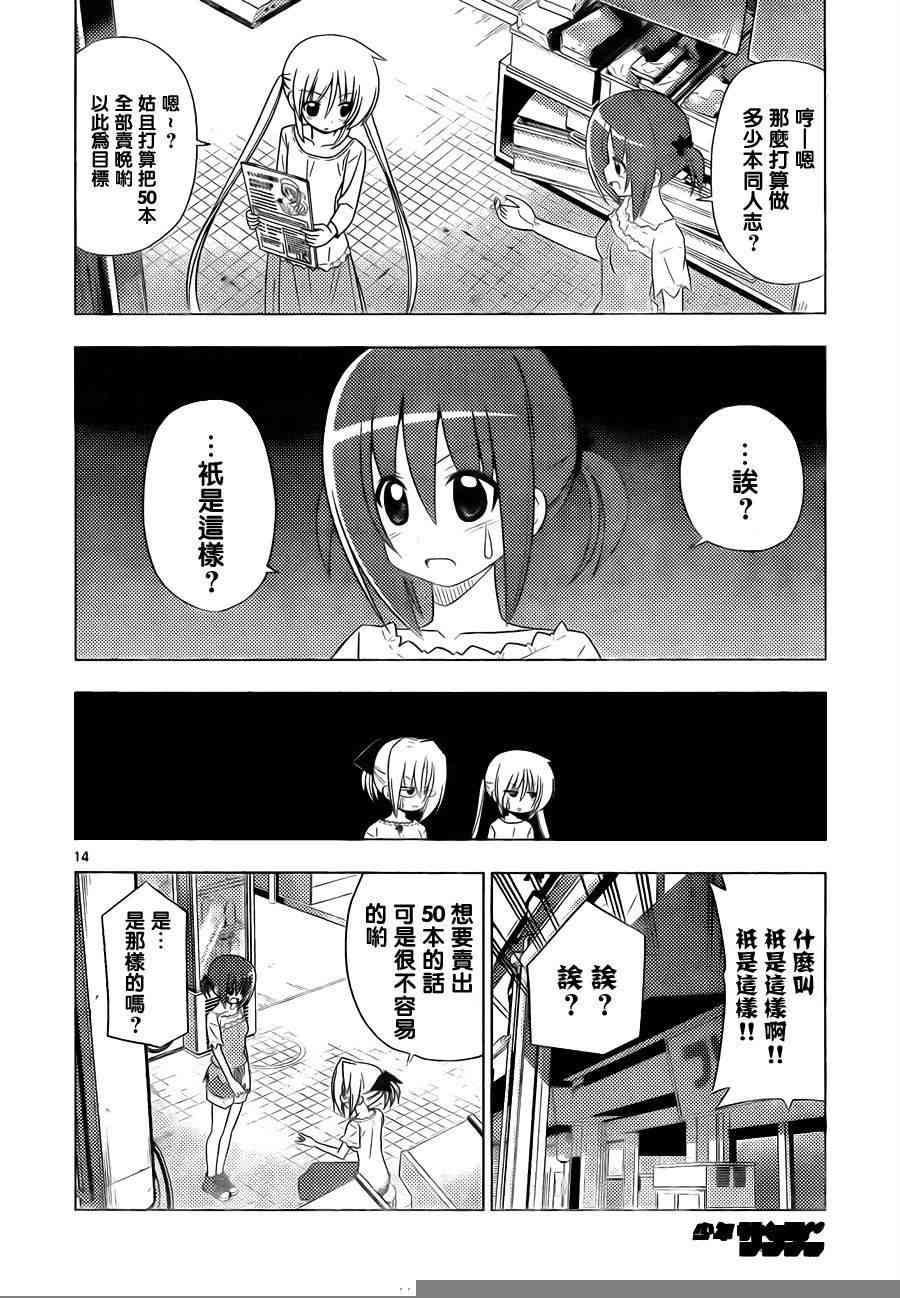 哼—嗯
那麼打算做
多少本同人志?
嗯～?
姑且打算把50本
全部賣晚喲
以此為目標
…誒?
…衹是這樣?
14
什麼叫
衹是這樣啊!!
衹是這樣!!
誒?
誒?
想要賣出
50本的話
可是很不容易
的喲
是…
是那樣的嗎?
少年サンデー